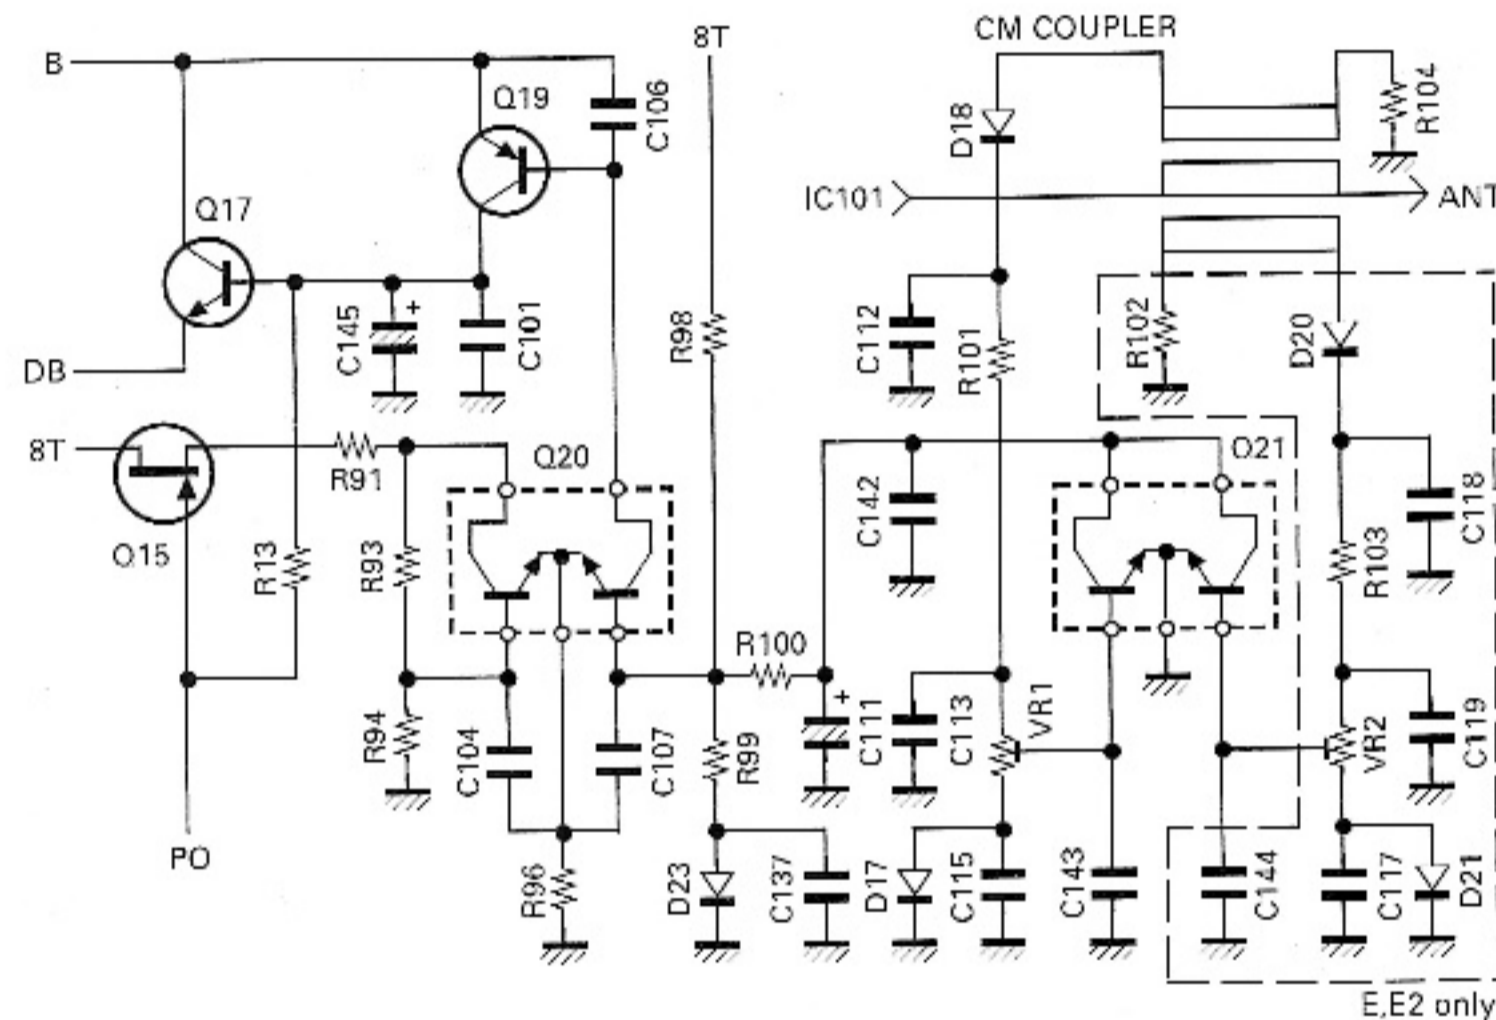 CM COUPLER
8T
B
Q19
C106
D18
R104
IC101
ANT
Q17
C145
C101
R98
C112
R101
R102
D20
DB
8T
R91
Q20
Q21
C142
C118
Q15
R13
R93
R103
R100
R94
C104
C107
R99
C111
C113
VR1
VR2
C119
PO
R96
D23
C137
D17
C115
C143
C144
C117
D21
E,E2 only